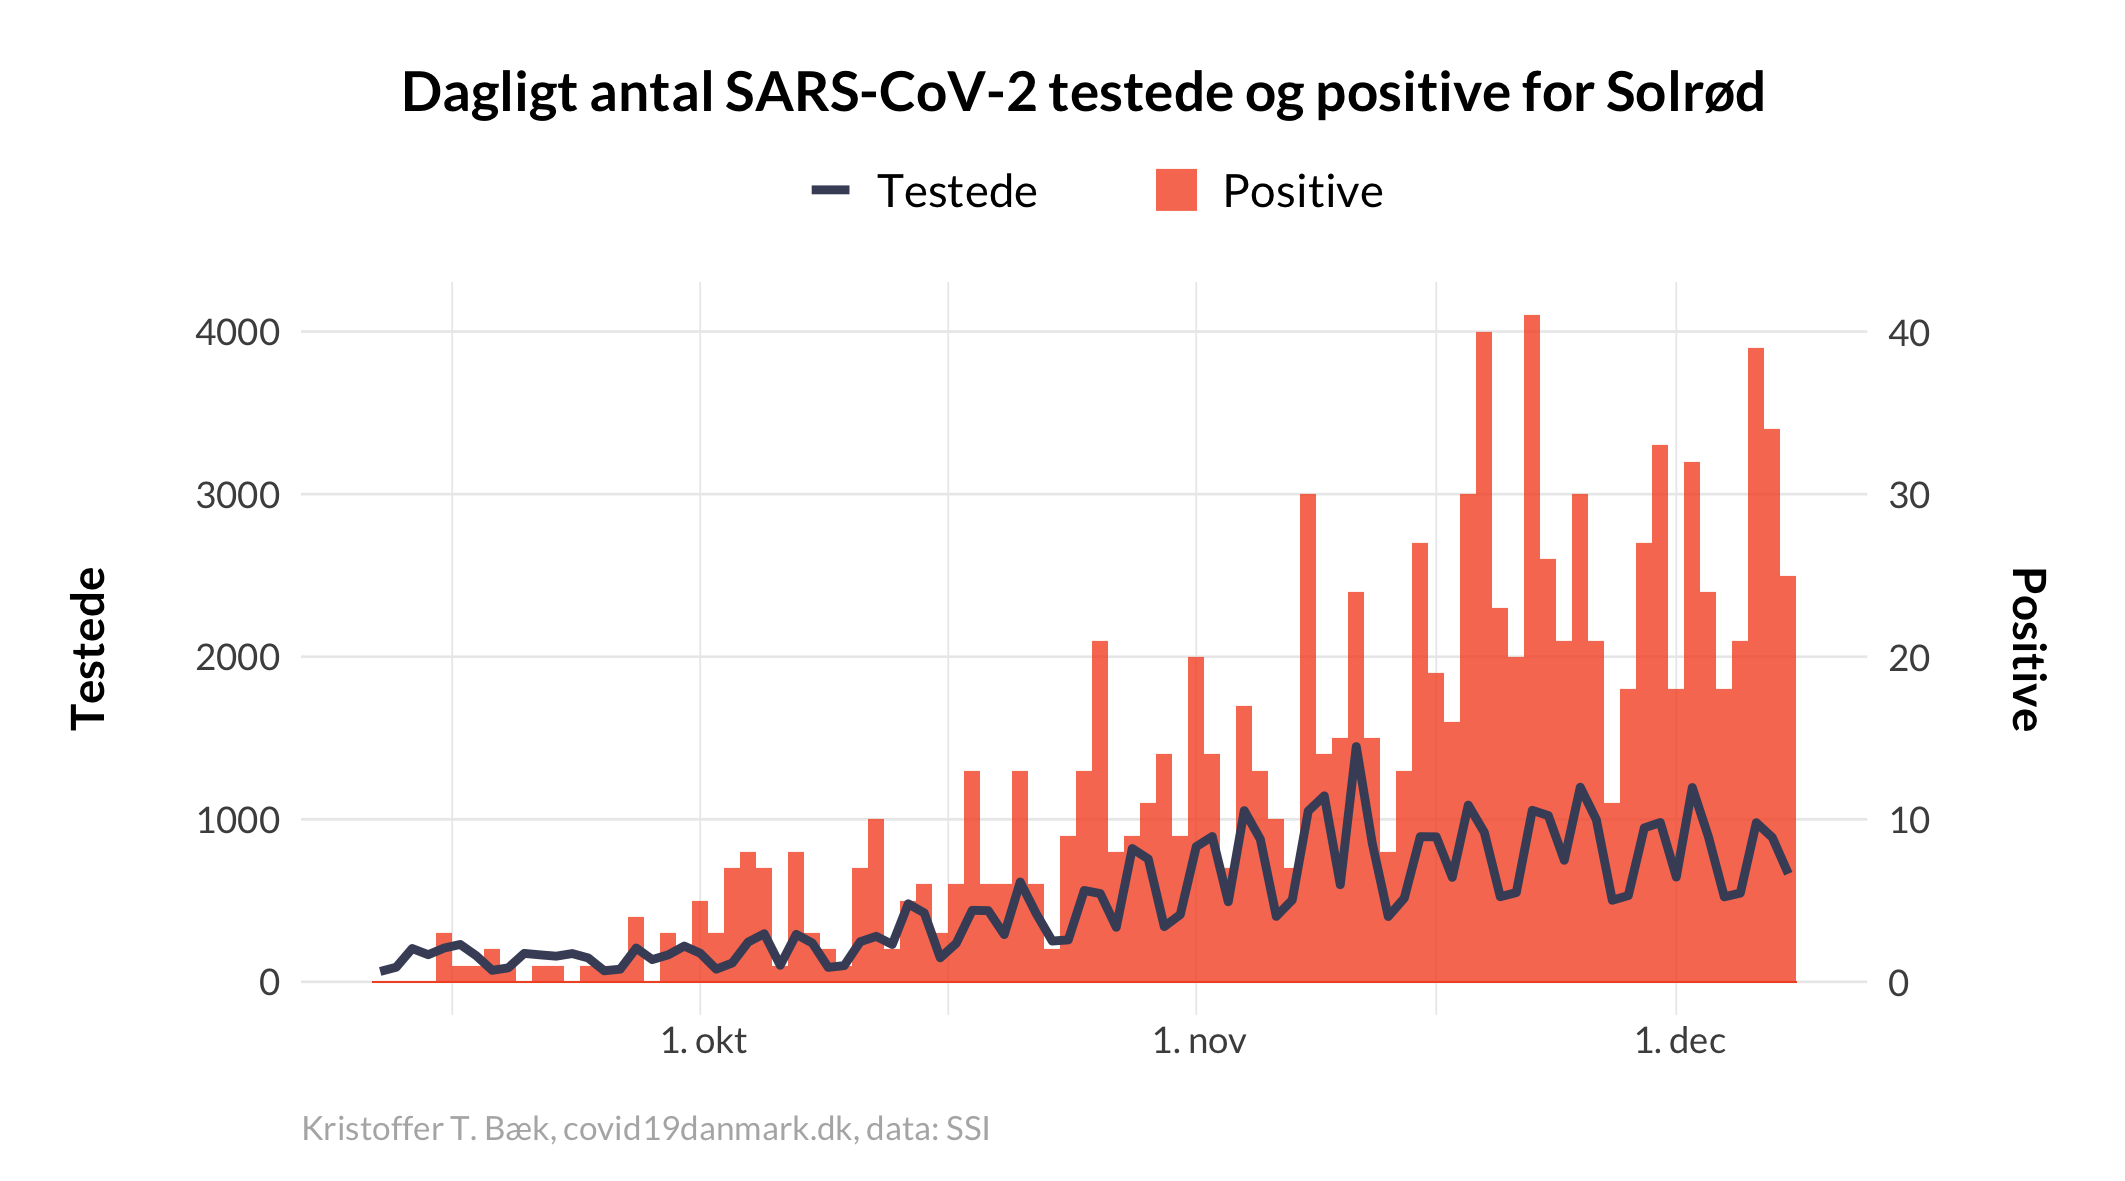 Dagligt antal SARS-CoV-2 testede og positive for Solrød
Testede
Positive
4000
3000
2000
1000
0
40
30
20
10
0
Testede
Positive
1. okt
1. nov
1. dec
Kristoffer T. Bæk, covid19danmark.dk, data: SSI